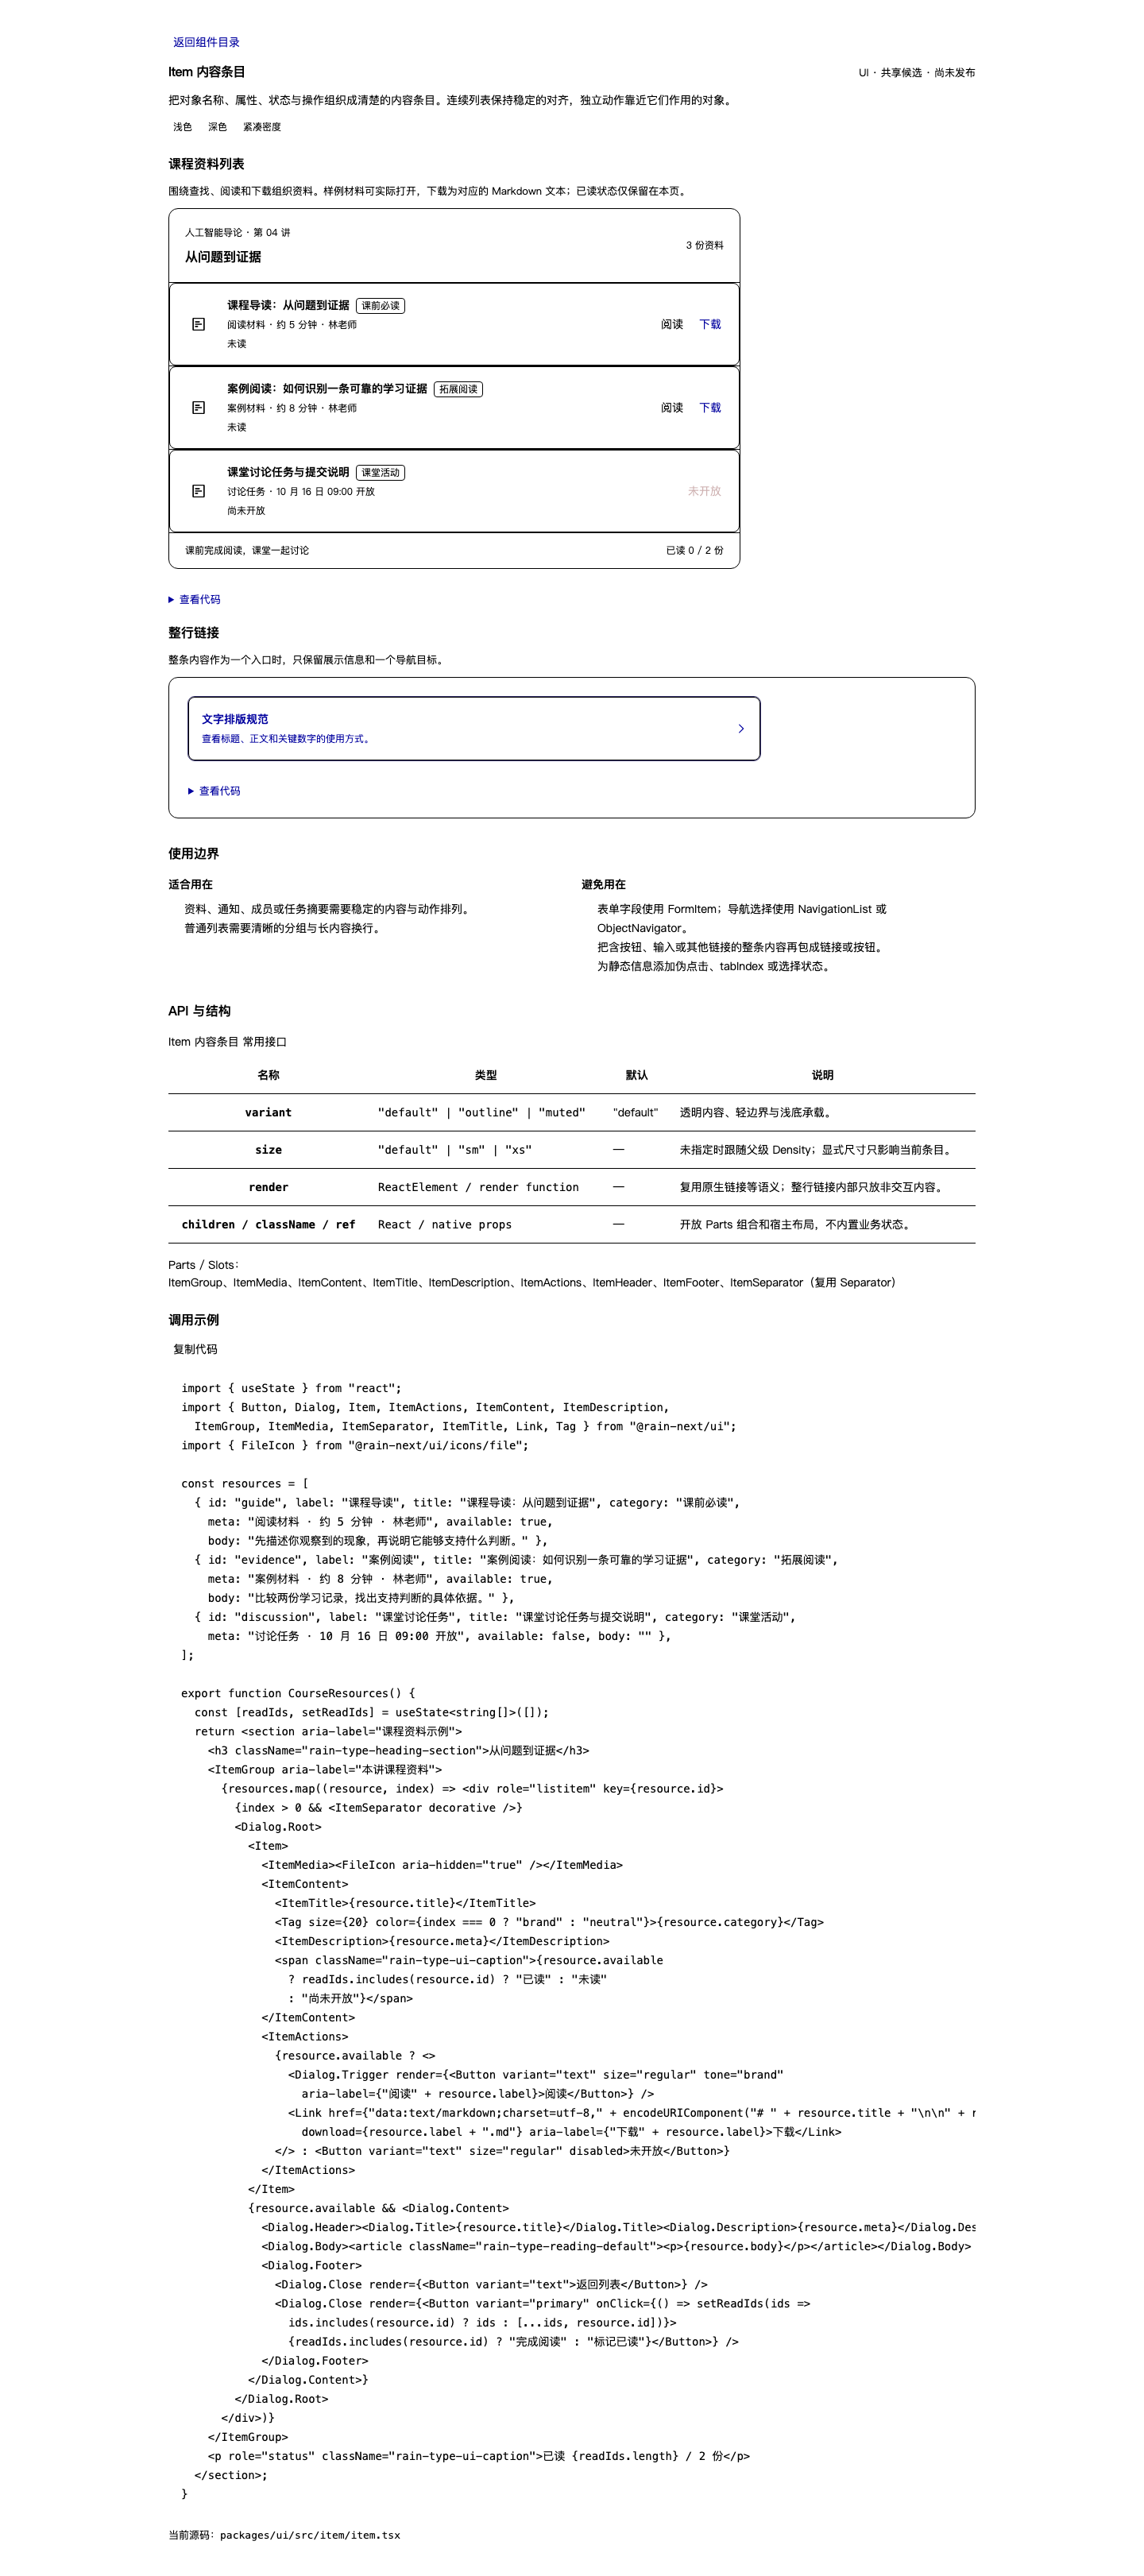 返回组件目录
Item 内容条目
UI · 共享候选 · 尚未发布
把对象名称、属性、状态与操作组织成清楚的内容条目。连续列表保持稳定的对齐，独立动作靠近它们作用的对象。
浅色 深色 紧凑密度
课程资料列表
围绕查找、阅读和下载组织资料。样例材料可实际打开，下载为对应的 Markdown 文本；已读状态仅保留在本页。
人工智能导论 · 第 04 讲
从问题到证据
3 份资料
课程导读：从问题到证据 课前必读
阅读材料 · 约 5 分钟 · 林老师
未读
阅读 下载
案例阅读：如何识别一条可靠的学习证据 拓展阅读
案例材料 · 约 8 分钟 · 林老师
未读
阅读 下载
课堂讨论任务与提交说明 课堂活动
讨论任务 · 10 月 16 日 09:00 开放
尚未开放
未开放
课前完成阅读，课堂一起讨论
已读 0 / 2 份
▶ 查看代码
整行链接
整条内容作为一个入口时，只保留展示信息和一个导航目标。
文字排版规范
查看标题、正文和关键数字的使用方式。
▶ 查看代码
使用边界
适合用在
资料、通知、成员或任务摘要需要稳定的内容与动作排列。
普通列表需要清晰的分组与长内容换行。
避免用在
表单字段使用 FormItem；导航选择使用 NavigationList 或
ObjectNavigator。
把含按钮、输入或其他链接的整条内容再包成链接或按钮。
为静态信息添加伪点击、tabIndex 或选择状态。
API 与结构
Item 内容条目 常用接口
名称 类型 默认 说明
variant "default" | "outline" | "muted" "default" 透明内容、轻边界与浅底承载。
size "default" | "sm" | "xs" — 未指定时跟随父级 Density；显式尺寸只影响当前条目。
render ReactElement / render function — 复用原生链接等语义；整行链接内部只放非交互内容。
children / className / ref React / native props — 开放 Parts 组合和宿主布局，不内置业务状态。
Parts / Slots：
ItemGroup、ItemMedia、ItemContent、ItemTitle、ItemDescription、ItemActions、ItemHeader、ItemFooter、ItemSeparator（复用 Separator）
调用示例
复制代码
import { useState } from "react";
import { Button, Dialog, Item, ItemActions, ItemContent, ItemDescription,
  ItemGroup, ItemMedia, ItemSeparator, ItemTitle, Link, Tag } from "@rain-next/ui";
import { FileIcon } from "@rain-next/ui/icons/file";
const resources = [
  { id: "guide", label: "课程导读", title: "课程导读：从问题到证据", category: "课前必读",
    meta: "阅读材料 · 约 5 分钟 · 林老师", available: true,
    body: "先描述你观察到的现象，再说明它能够支持什么判断。" },
  { id: "evidence", label: "案例阅读", title: "案例阅读：如何识别一条可靠的学习证据", category: "拓展阅读",
    meta: "案例材料 · 约 8 分钟 · 林老师", available: true,
    body: "比较两份学习记录，找出支持判断的具体依据。" },
  { id: "discussion", label: "课堂讨论任务", title: "课堂讨论任务与提交说明", category: "课堂活动",
    meta: "讨论任务 · 10 月 16 日 09:00 开放", available: false, body: "" },
];
export function CourseResources() {
  const [readIds, setReadIds] = useState<string[]>([]);
  return <section aria-label="课程资料示例">
    <h3 className="rain-type-heading-section">从问题到证据</h3>
    <ItemGroup aria-label="本讲课程资料">
      {resources.map((resource, index) => <div role="listitem" key={resource.id}>
        {index > 0 && <ItemSeparator decorative />}
        <Dialog.Root>
          <Item>
            <ItemMedia><FileIcon aria-hidden="true" /></ItemMedia>
            <ItemContent>
              <ItemTitle>{resource.title}</ItemTitle>
              <Tag size={20} color={index === 0 ? "brand" : "neutral"}>{resource.category}</Tag>
              <ItemDescription>{resource.meta}</ItemDescription>
              <span className="rain-type-ui-caption">{resource.available
                ? readIds.includes(resource.id) ? "已读" : "未读"
                : "尚未开放"}</span>
            </ItemContent>
            <ItemActions>
              {resource.available ? <>
                <Dialog.Trigger render={<Button variant="text" size="regular" tone="brand"
                  aria-label={"阅读" + resource.label}>阅读</Button>} />
                <Link href={"data:text/markdown;charset=utf-8," + encodeURIComponent("# " + resource.title + "\n\n" + r
                  download={resource.label + ".md"} aria-label={"下载" + resource.label}>下载</Link>
              </> : <Button variant="text" size="regular" disabled>未开放</Button>}
            </ItemActions>
          </Item>
          {resource.available && <Dialog.Content>
            <Dialog.Header><Dialog.Title>{resource.title}</Dialog.Title><Dialog.Description>{resource.meta}</Dialog.Des
            <Dialog.Body><article className="rain-type-reading-default"><p>{resource.body}</p></article></Dialog.Body>
            <Dialog.Footer>
              <Dialog.Close render={<Button variant="text">返回列表</Button>} />
              <Dialog.Close render={<Button variant="primary" onClick={() => setReadIds(ids =>
                ids.includes(resource.id) ? ids : [...ids, resource.id])}>
                {readIds.includes(resource.id) ? "完成阅读" : "标记已读"}</Button>} />
            </Dialog.Footer>
          </Dialog.Content>}
        </Dialog.Root>
      </div>)}
    </ItemGroup>
    <p role="status" className="rain-type-ui-caption">已读 {readIds.length} / 2 份</p>
  </section>;
}
当前源码：packages/ui/src/item/item.tsx